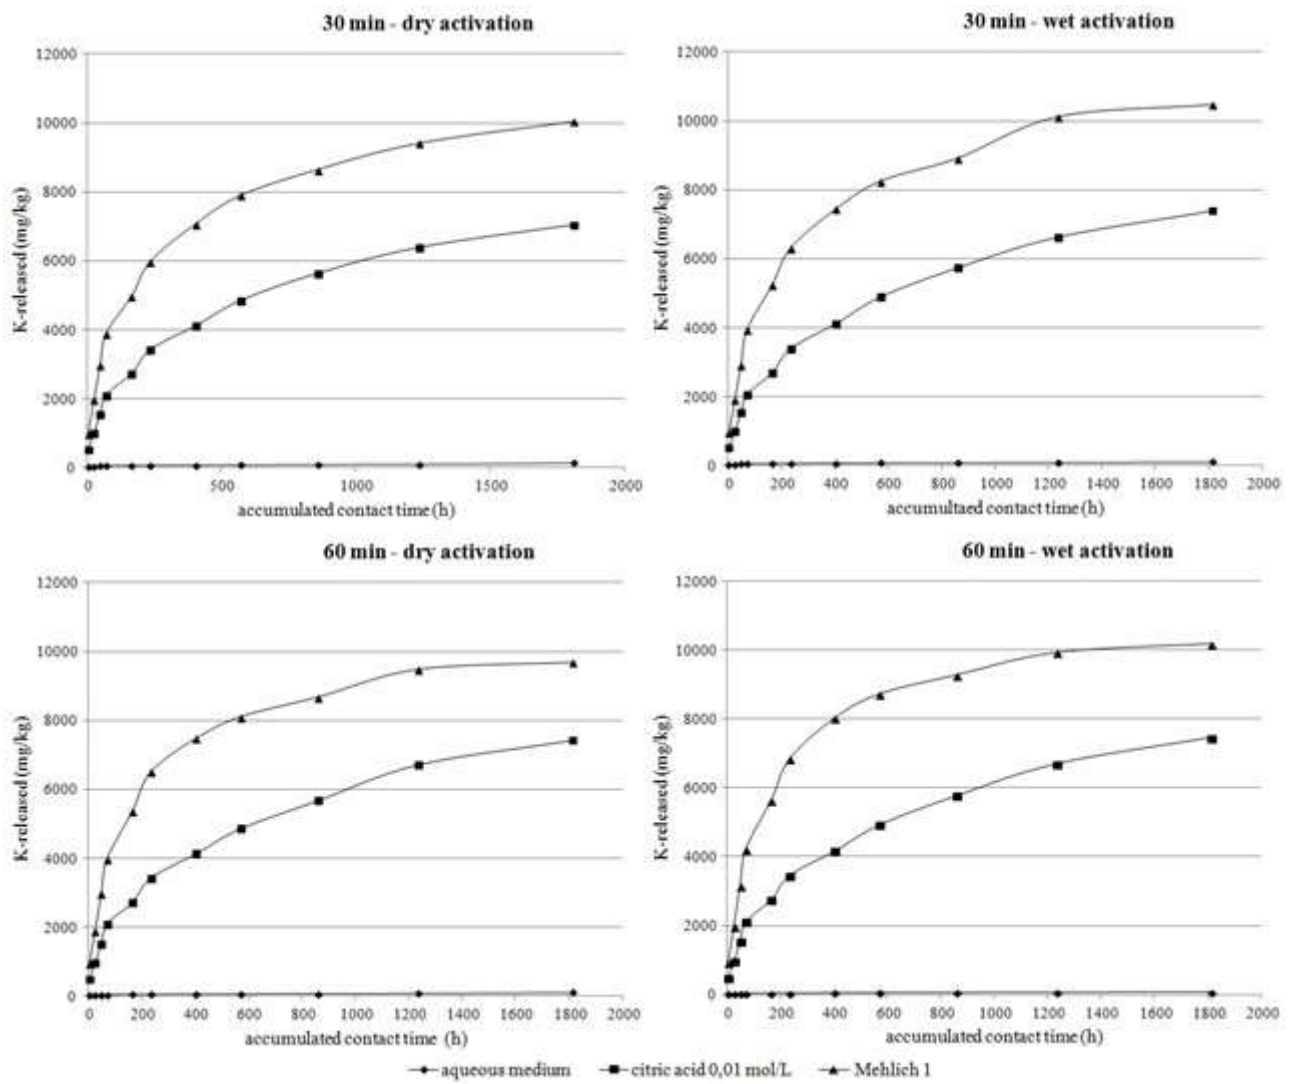 30 min - dry activation
12000
10000
8000
6000
4000
2000
0
K-released (mg/kg)
0 500 1000 1500 2000
accumulated contact time (h)
30 min - wet activation
12000
10000
8000
6000
4000
2000
0
K-released (mg/kg)
0 200 400 600 800 1000 1200 1400 1600 1800 2000
accumultaed contact time (h)
60 min - dry activation
12000
10000
8000
6000
4000
2000
0
K-released (mg/kg)
0 200 400 600 800 1000 1200 1400 1600 1800 2000
accumulated contact time (h)
60 min - wet activation
12000
10000
8000
6000
4000
2000
0
K-released (mg/kg)
0 200 400 600 800 1000 1200 1400 1600 1800 2000
accumulated contact time (h)
aqueous medium citric acid 0,01 mol/L Mehlich 1